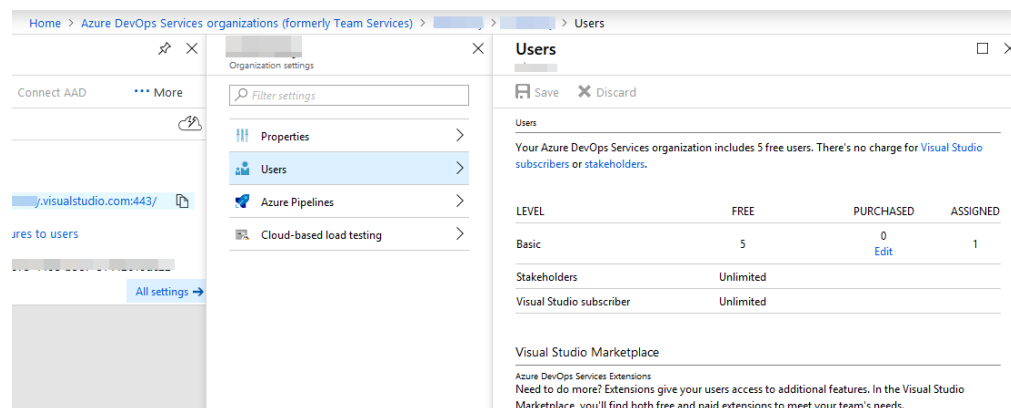 Home > Azure DevOps Services organizations (formerly Team Services) > > > Users
Connect AAD
••• More
.visualstudio.com:443/
ures to users
All settings →
Organization settings
Filter settings
Properties
Users
Azure Pipelines
Cloud-based load testing
Users
Save
Discard
Users
Your Azure DevOps Services organization includes 5 free users. There's no charge for Visual Studio
subscribers or stakeholders.
LEVEL FREE PURCHASED ASSIGNED
Basic 5 0 1
Edit
Stakeholders Unlimited
Visual Studio subscriber Unlimited
Visual Studio Marketplace
Azure DevOps Services Extensions
Need to do more? Extensions give your users access to additional features. In the Visual Studio
Marketplace, you'll find both free and paid extensions to meet your team's needs.